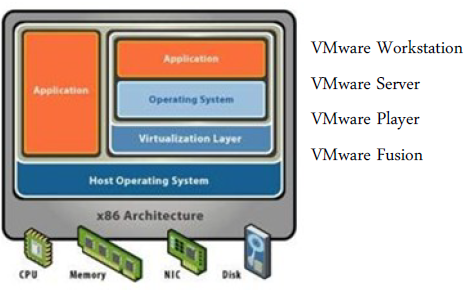 Application
Application
Operating System
Virtualization Layer
Host Operating System
x86 Architecture
CPU
Memory
NIC
Disk
VMware Workstation
VMware Server
VMware Player
VMware Fusion